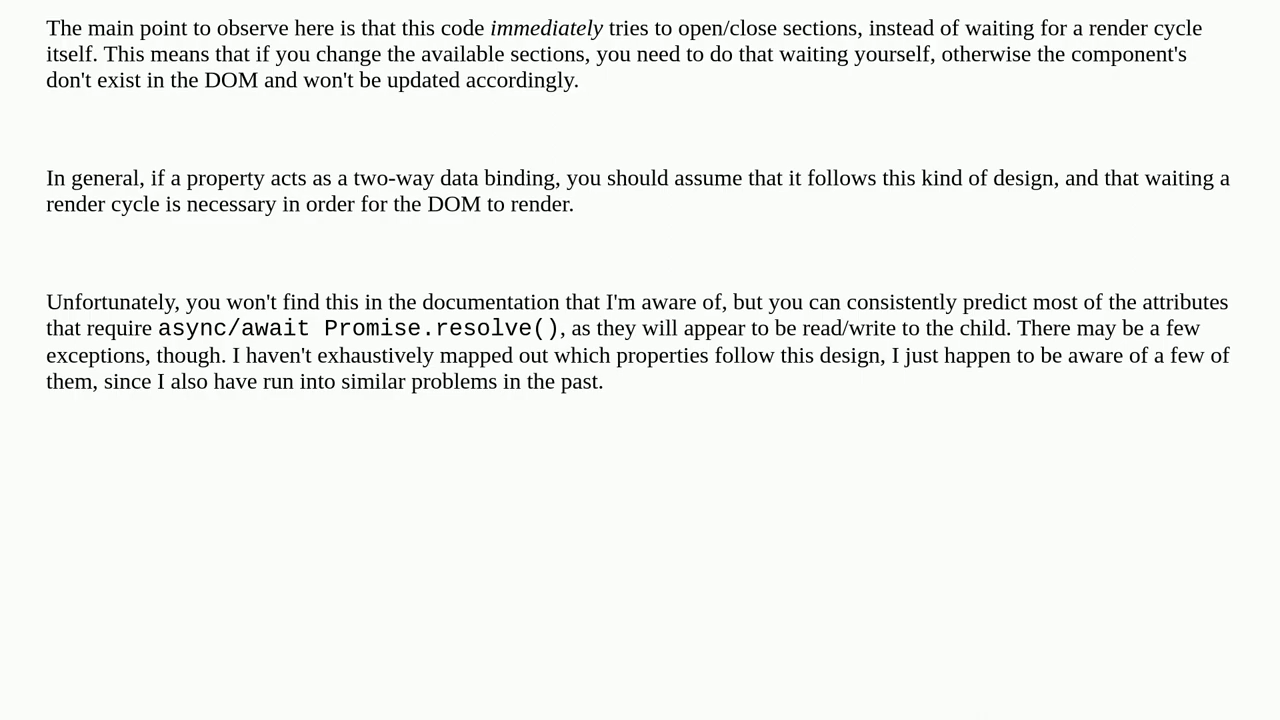 The main point to observe here is that this code immediately tries to open/close sections, instead of waiting for a render cycle
itself. This means that if you change the available sections, you need to do that waiting yourself, otherwise the component's
don't exist in the DOM and won't be updated accordingly.
In general, if a property acts as a two-way data binding, you should assume that it follows this kind of design, and that waiting a
render cycle is necessary in order for the DOM to render.
Unfortunately, you won't find this in the documentation that I'm aware of, but you can consistently predict most of the attributes
that require async/await Promise.resolve(), as they will appear to be read/write to the child. There may be a few
exceptions, though. I haven't exhaustively mapped out which properties follow this design, I just happen to be aware of a few of
them, since I also have run into similar problems in the past.